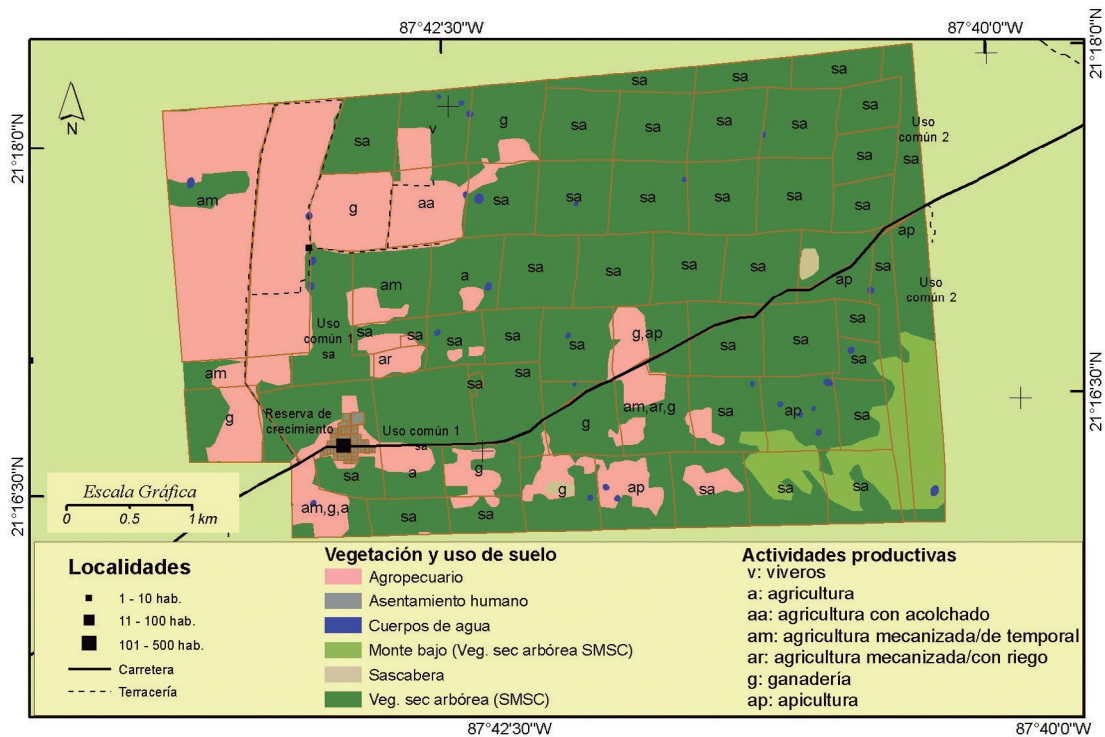 87°42'30"W
87°40'0"W
21°18'0"N
21°18'0"N
N
sa
sa
sa
sa
v
g
sa
sa
sa
sa
Uso
común 2
sa
sa
am
g
aa
sa
sa
sa
sa
sa
ap
am
a
sa
sa
sa
sa
ap
sa
Uso
común 2
Uso
común 1
sa
sa
sa
sa
sa
sa
g,ap
sa
sa
sa
sa
ar
am
sa
sa
g
Reserva de
crecimiento
Uso común 1
sa
g
am,ar,g
sa
ap
sa
21°16'30"N
sa
a
g
g
ap
sa
sa
sa
am,g,a
sa
sa
21°16'30"N
Escala Gráfica
0 0.5 1 km
Localidades
1 - 10 hab.
11 - 100 hab.
101 - 500 hab.
Carretera
Terracería
Vegetación y uso de suelo
Agropecuario
Asentamiento humano
Cuerpos de agua
Monte bajo (Veg. sec arbórea SMSC)
Sascabera
Veg. sec arbórea (SMSC)
Actividades productivas
v: viveros
a: agricultura
aa: agricultura con acolchado
am: agricultura mecanizada/de temporal
ar: agricultura mecanizada/con riego
g: ganadería
ap: apicultura
87°42'30"W
87°40'0"W